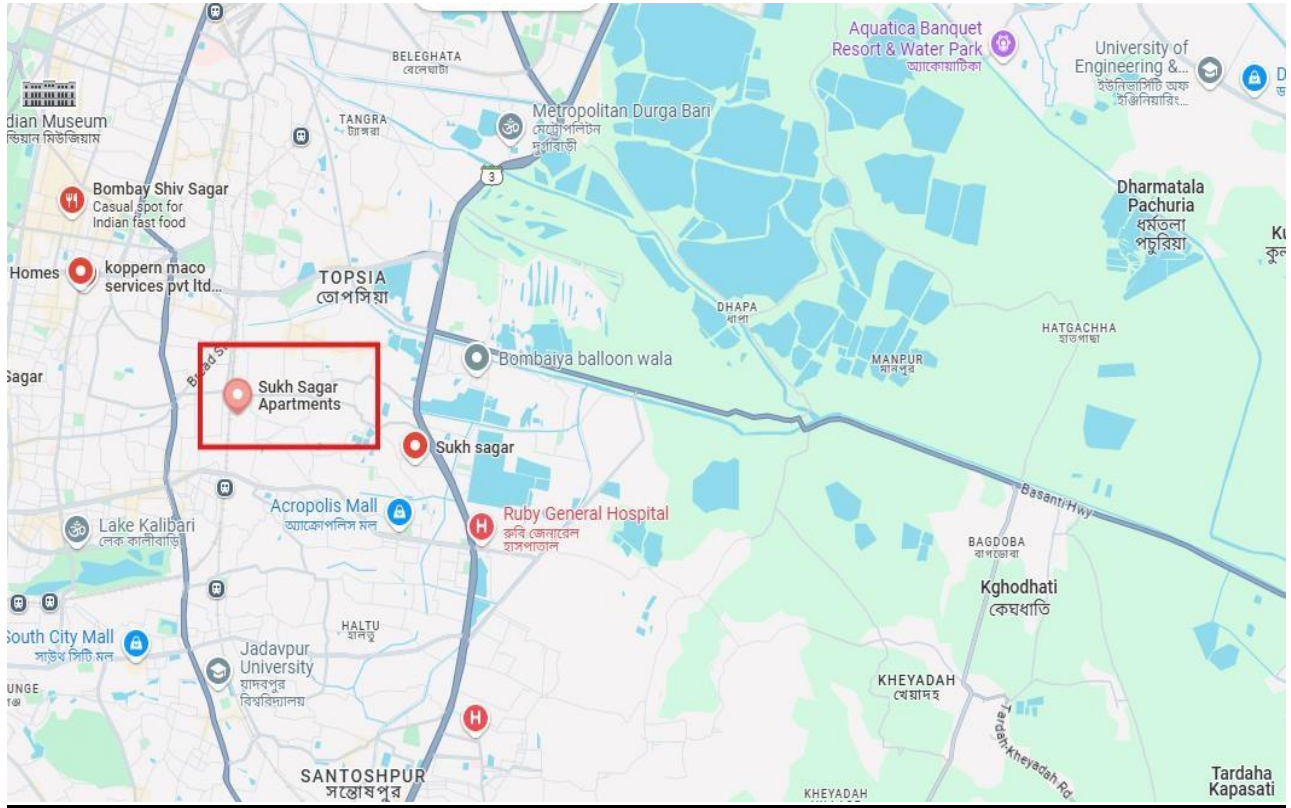 BELEGHATA
বেলেঘাটা
Aquatica Banquet
Resort & Water Park
অ্যাকোয়াটিকা
University of
Engineering &...
ইউনিভার্সিটি অফ
ইঞ্জিনিয়ারিং...
D
dian Museum
ন্ডিয়ান মিউজিয়াম
TANGRA
ট্যাংরা
Metropolitan Durga Bari
মেট্রোপলিটন
দুর্গাবাড়ী
3
Bombay Shiv Sagar
Casual spot for
Indian fast food
Dharmatala
Pachuria
ধর্মতলা
পচুরিয়া
Homes
koppern maco
services pvt ltd...
TOPSIA
তোপসিয়া
DHAPA
ধাপা
HATGACHHA
হাতগাছা
MANPUR
মানপুর
Bombaiya balloon wala
Sagar
Sukh Sagar
Apartments
Sukh sagar
Acropolis Mall
অ্যাক্রোপলিস মল
Ruby General Hospital
রুবি জেনারেল
হাসপাতাল
H
Lake Kalibari
লেক কালীবাড়ি
Basanti Hwy
BAGDOBA
বাগডোবা
Kghodhati
কেঘধাতি
South City Mall
সাউথ সিটি মল
HALTU
হালতু
Jadavpur
University
যাদবপুর
বিশ্ববিদ্যালয়
UNGE
KHEYADAH
খেয়াদহ
H
Tardah-Kheyadah Rd
SANTOSHPUR
সন্তোষপুর
KHEYADAH
Tardaha
Kapasati